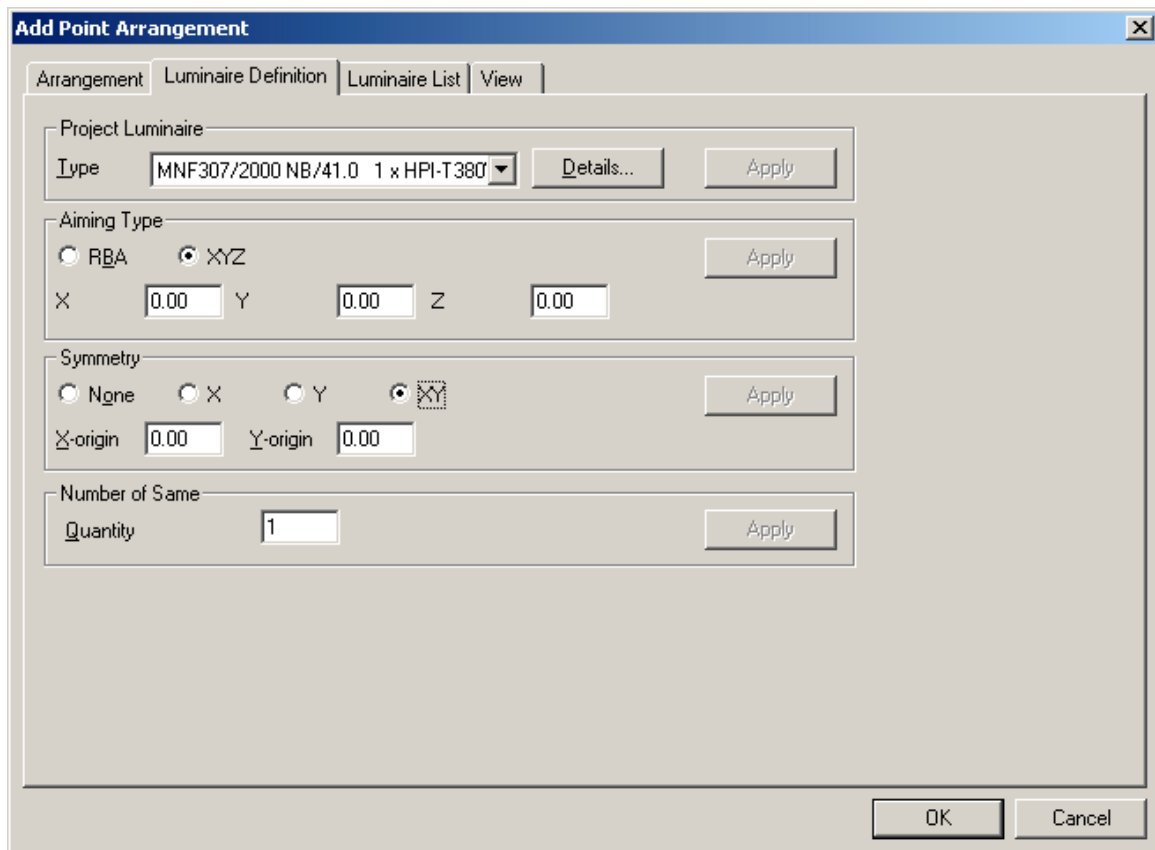 Add Point Arrangement
Arrangement Luminaire Definition Luminaire List View
Project Luminaire
Type MNF307/2000 NB/41.0 1 x HPI-T380 Details... Apply
Aiming Type
RBA XYZ Apply
X 0.00 Y 0.00 Z 0.00
Symmetry
None X Y XY Apply
X-origin 0.00 Y-origin 0.00
Number of Same
Quantity 1 Apply
OK Cancel